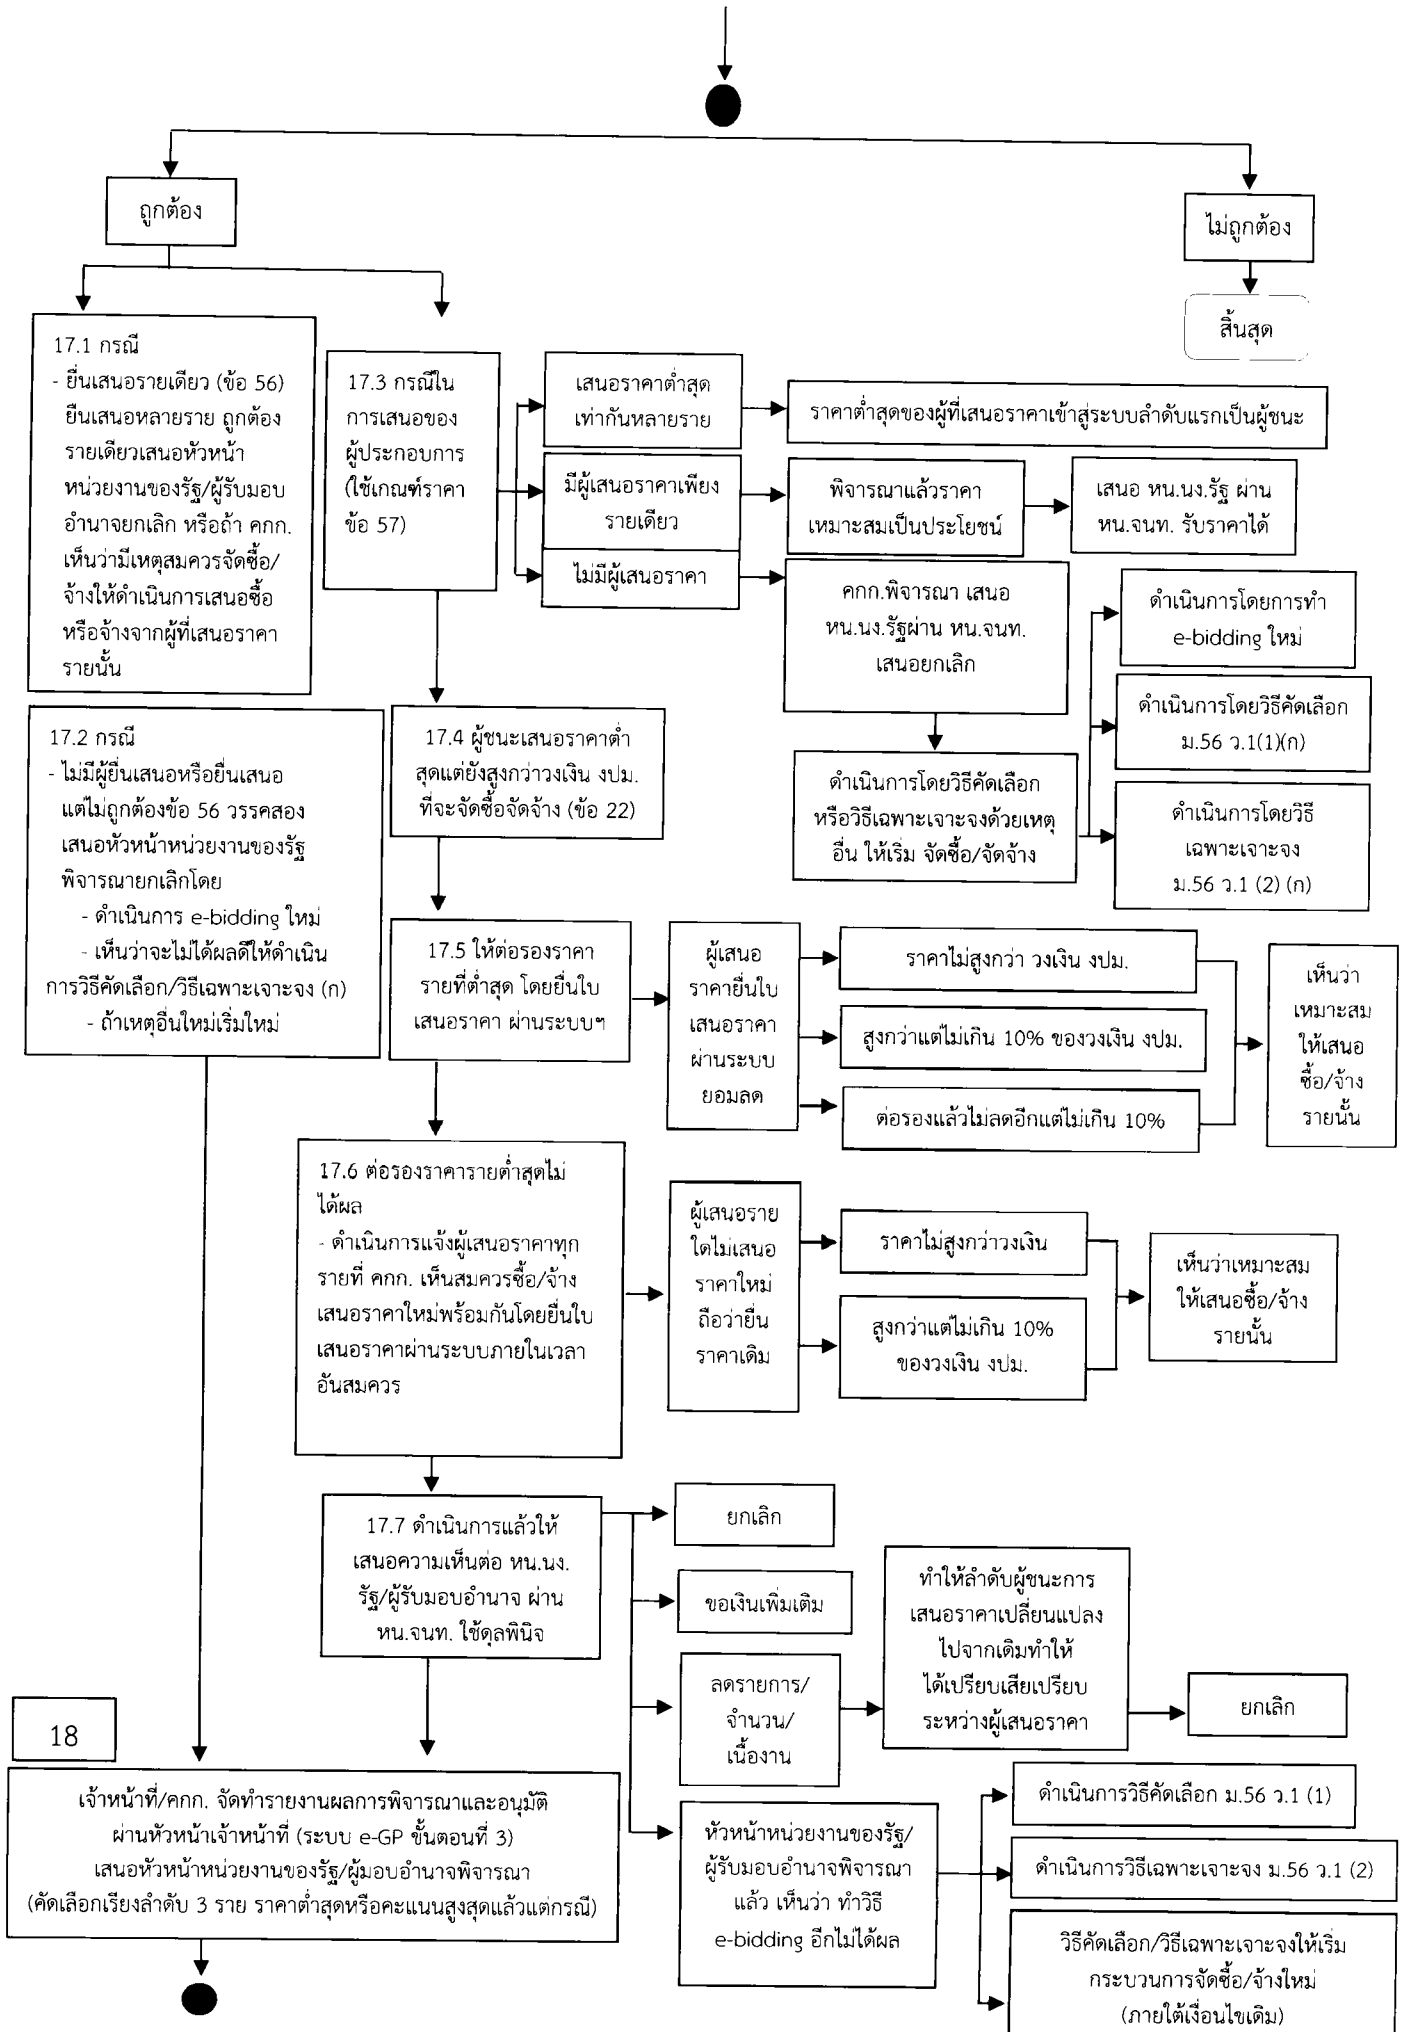 ถูกต้อง
ไม่ถูกต้อง
สิ้นสุด
17.1 กรณี
- ยื่นเสนอรายเดียว (ข้อ 56)
ยืนเสนอหลายราย ถูกต้อง
รายเดียวเสนอหัวหน้า
หน่วยงานของรัฐ/ผู้รับมอบ
อำนาจยกเลิก หรือถ้า คกก.
เห็นว่ามีเหตุสมควรจัดซื้อ/
จ้างให้ดำเนินการเสนอซื้อ
หรือจ้างจากผู้ที่เสนอราคา
รายนั้น
17.3 กรณีใน
การเสนอของ
ผู้ประกอบการ
(ใช้เกณฑ์ราคา
ข้อ 57)
เสนอราคาต่ำสุด
เท่ากันหลายราย
ราคาต่ำสุดของผู้ที่เสนอราคาเข้าสู่ระบบลำดับแรกเป็นผู้ชนะ
มีผู้เสนอราคาเพียง
รายเดียว
พิจารณาแล้วราคา
เหมาะสมเป็นประโยชน์
เสนอ หน.นง.รัฐ ผ่าน
หน.จนท. รับราคาได้
ไม่มีผู้เสนอราคา
คกก.พิจารณา เสนอ
หน.นง.รัฐผ่าน หน.จนท.
เสนอยกเลิก
ดำเนินการโดยการทำ
e-bidding ใหม่
ดำเนินการโดยวิธีคัดเลือก
ม.56 ว.1(1)(ก)
ดำเนินการโดยวิธี
เฉพาะเจาะจง
ม.56 ว.1 (2) (ก)
ดำเนินการโดยวิธีคัดเลือก
หรือวิธีเฉพาะเจาะจงด้วยเหตุ
อื่น ให้เริ่ม จัดซื้อ/จัดจ้าง
17.2 กรณี
- ไม่มีผู้ยื่นเสนอหรือยื่นเสนอ
แต่ไม่ถูกต้องข้อ 56 วรรคสอง
เสนอหัวหน้าหน่วยงานของรัฐ
พิจารณายกเลิกโดย
- ดำเนินการ e-bidding ใหม่
- เห็นว่าจะไม่ได้ผลดีให้ดำเนิน
การวิธีคัดเลือก/วิธีเฉพาะเจาะจง (ก)
- ถ้าเหตุอื่นใหม่เริ่มใหม่
17.4 ผู้ชนะเสนอราคาต่ำ
สุดแต่ยังสูงกว่าวงเงิน งปม.
ที่จะจัดซื้อจัดจ้าง (ข้อ 22)
17.5 ให้ต่อรองราคา
รายที่ต่ำสุด โดยยื่นใบ
เสนอราคา ผ่านระบบฯ
ผู้เสนอ
ราคายื่นใบ
เสนอราคา
ผ่านระบบ
ยอมลด
ราคาไม่สูงกว่า วงเงิน งปม.
สูงกว่าแต่ไม่เกิน 10% ของวงเงิน งปม.
ต่อรองแล้วไม่ลดอีกแต่ไม่เกิน 10%
เห็นว่า
เหมาะสม
ให้เสนอ
ซื้อ/จ้าง
รายนั้น
17.6 ต่อรองราคารายต่ำสุดไม่
ได้ผล
- ดำเนินการแจ้งผู้เสนอราคาทุก
รายที่ คกก. เห็นสมควรซื้อ/จ้าง
เสนอราคาใหม่พร้อมกันโดยยื่นใบ
เสนอราคาผ่านระบบภายในเวลา
อันสมควร
ผู้เสนอราย
ใดไม่เสนอ
ราคาใหม่
ถือว่ายื่น
ราคาเดิม
ราคาไม่สูงกว่าวงเงิน
สูงกว่าแต่ไม่เกิน 10%
ของวงเงิน งปม.
เห็นว่าเหมาะสม
ให้เสนอซื้อ/จ้าง
รายนั้น
17.7 ดำเนินการแล้วให้
เสนอความเห็นต่อ หน.นง.
รัฐ/ผู้รับมอบอำนาจ ผ่าน
หน.จนท. ใช้ดุลพินิจ
ยกเลิก
ขอเงินเพิ่มเติม
ลดรายการ/
จำนวน/
เนื้องาน
ทำให้ลำดับผู้ชนะการ
เสนอราคาเปลี่ยนแปลง
ไปจากเดิมทำให้
ได้เปรียบเสียเปรียบ
ระหว่างผู้เสนอราคา
ยกเลิก
หัวหน้าหน่วยงานของรัฐ/
ผู้รับมอบอำนาจพิจารณา
แล้ว เห็นว่า ทำวิธี
e-bidding อีกไม่ได้ผล
ดำเนินการวิธีคัดเลือก ม.56 ว.1 (1)
ดำเนินการวิธีเฉพาะเจาะจง ม.56 ว.1 (2)
วิธีคัดเลือก/วิธีเฉพาะเจาะจงให้เริ่ม
กระบวนการจัดซื้อ/จ้างใหม่
(ภายใต้เงื่อนไขเดิม)
18
เจ้าหน้าที่/คกก. จัดทำรายงานผลการพิจารณาและอนุมัติ
ผ่านหัวหน้าเจ้าหน้าที่ (ระบบ e-GP ขั้นตอนที่ 3)
เสนอหัวหน้าหน่วยงานของรัฐ/ผู้มอบอำนาจพิจารณา
(คัดเลือกเรียงลำดับ 3 ราย ราคาต่ำสุดหรือคะแนนสูงสุดแล้วแต่กรณี)